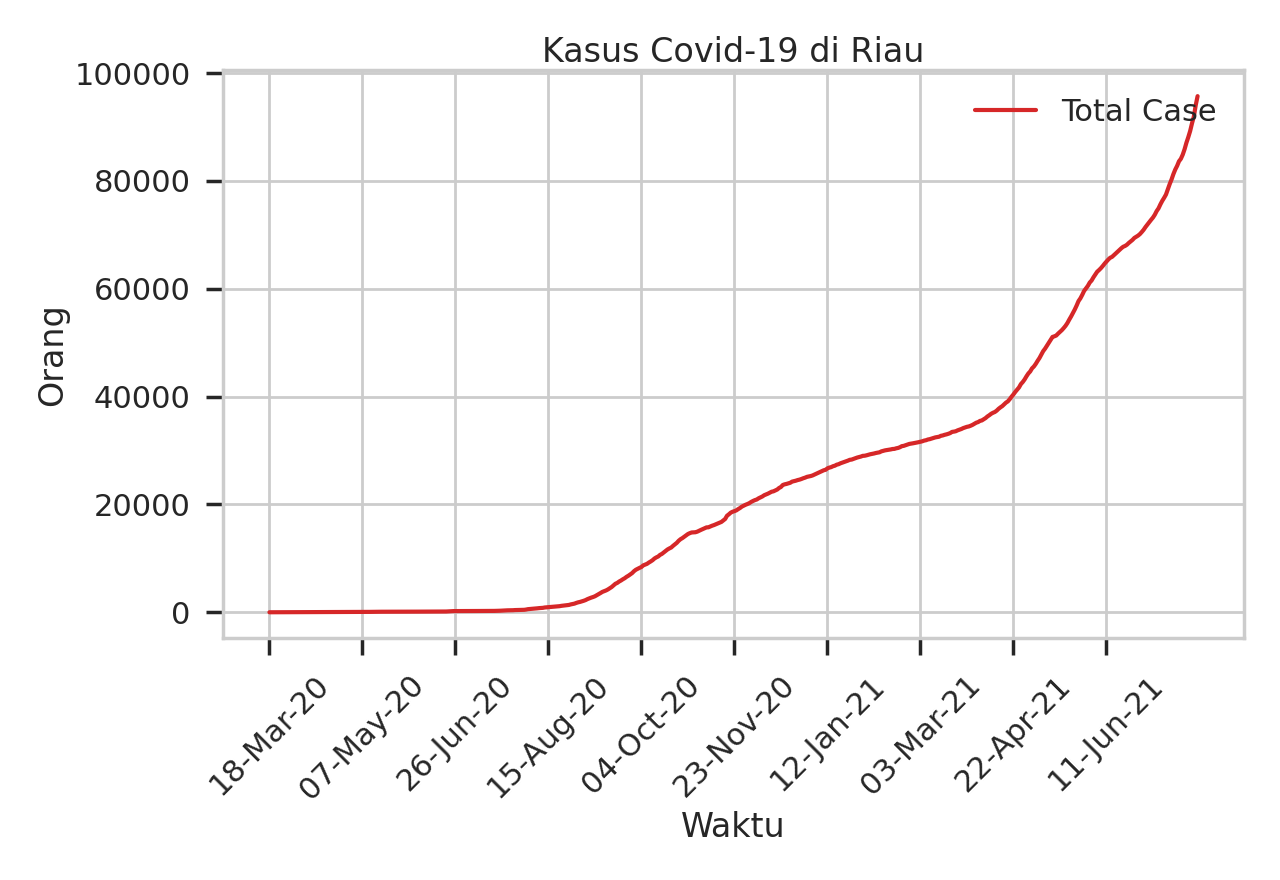 Kasus Covid-19 di Riau
Total Case
Orang
100000
80000
60000
40000
20000
0
18-Mar-20
07-May-20
26-Jun-20
15-Aug-20
04-Oct-20
23-Nov-20
12-Jan-21
03-Mar-21
22-Apr-21
11-Jun-21
Waktu